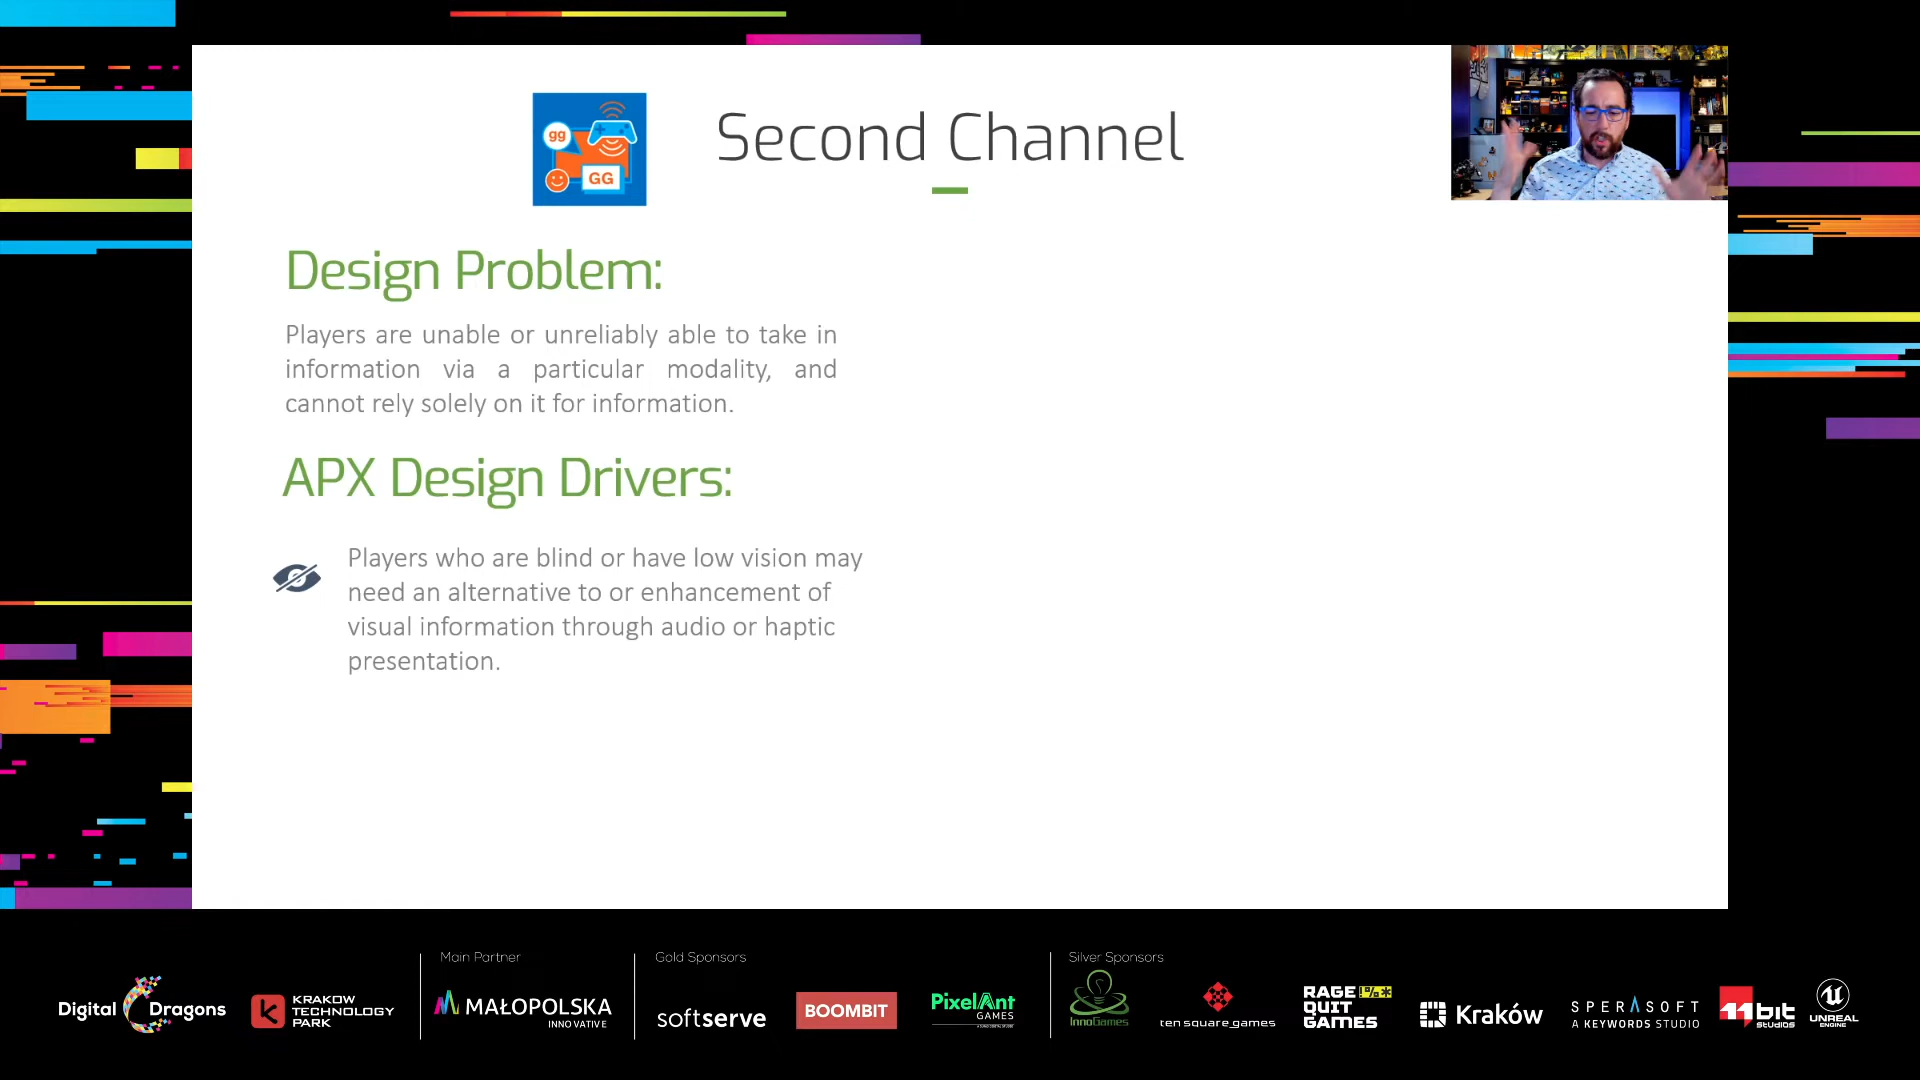 gg
GG
Second Channel
Design Problem:
Players are unable or unreliably able to take in
information via a particular modality, and
cannot rely solely on it for information.
APX Design Drivers:
Players who are blind or have low vision may
need an alternative to or enhancement of
visual information through audio or haptic
presentation.
Main Partner
Gold Sponsors
Silver Sponsors
Digital Dragons
KRAKOW
TECHNOLOGY
PARK
MAŁOPOLSKA
INNOVATIVE
softserve
BOOMBIT
PixelAnt
GAMES
InnoGames
ten square games
RAGE !%*
QUIT
GAMES
Kraków
SPERASOFT
A KEYWORDS STUDIO
11bit
studios
UNREAL
ENGINE